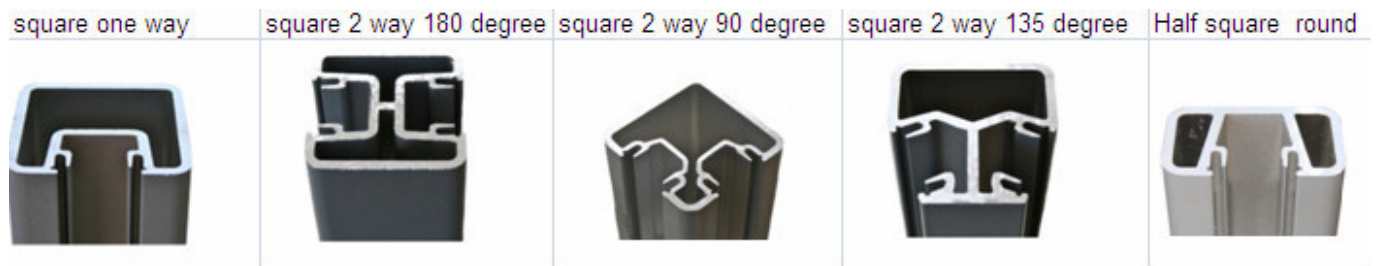 square one way
square 2 way 180 degree
square 2 way 90 degree
square 2 way 135 degree
Half square round